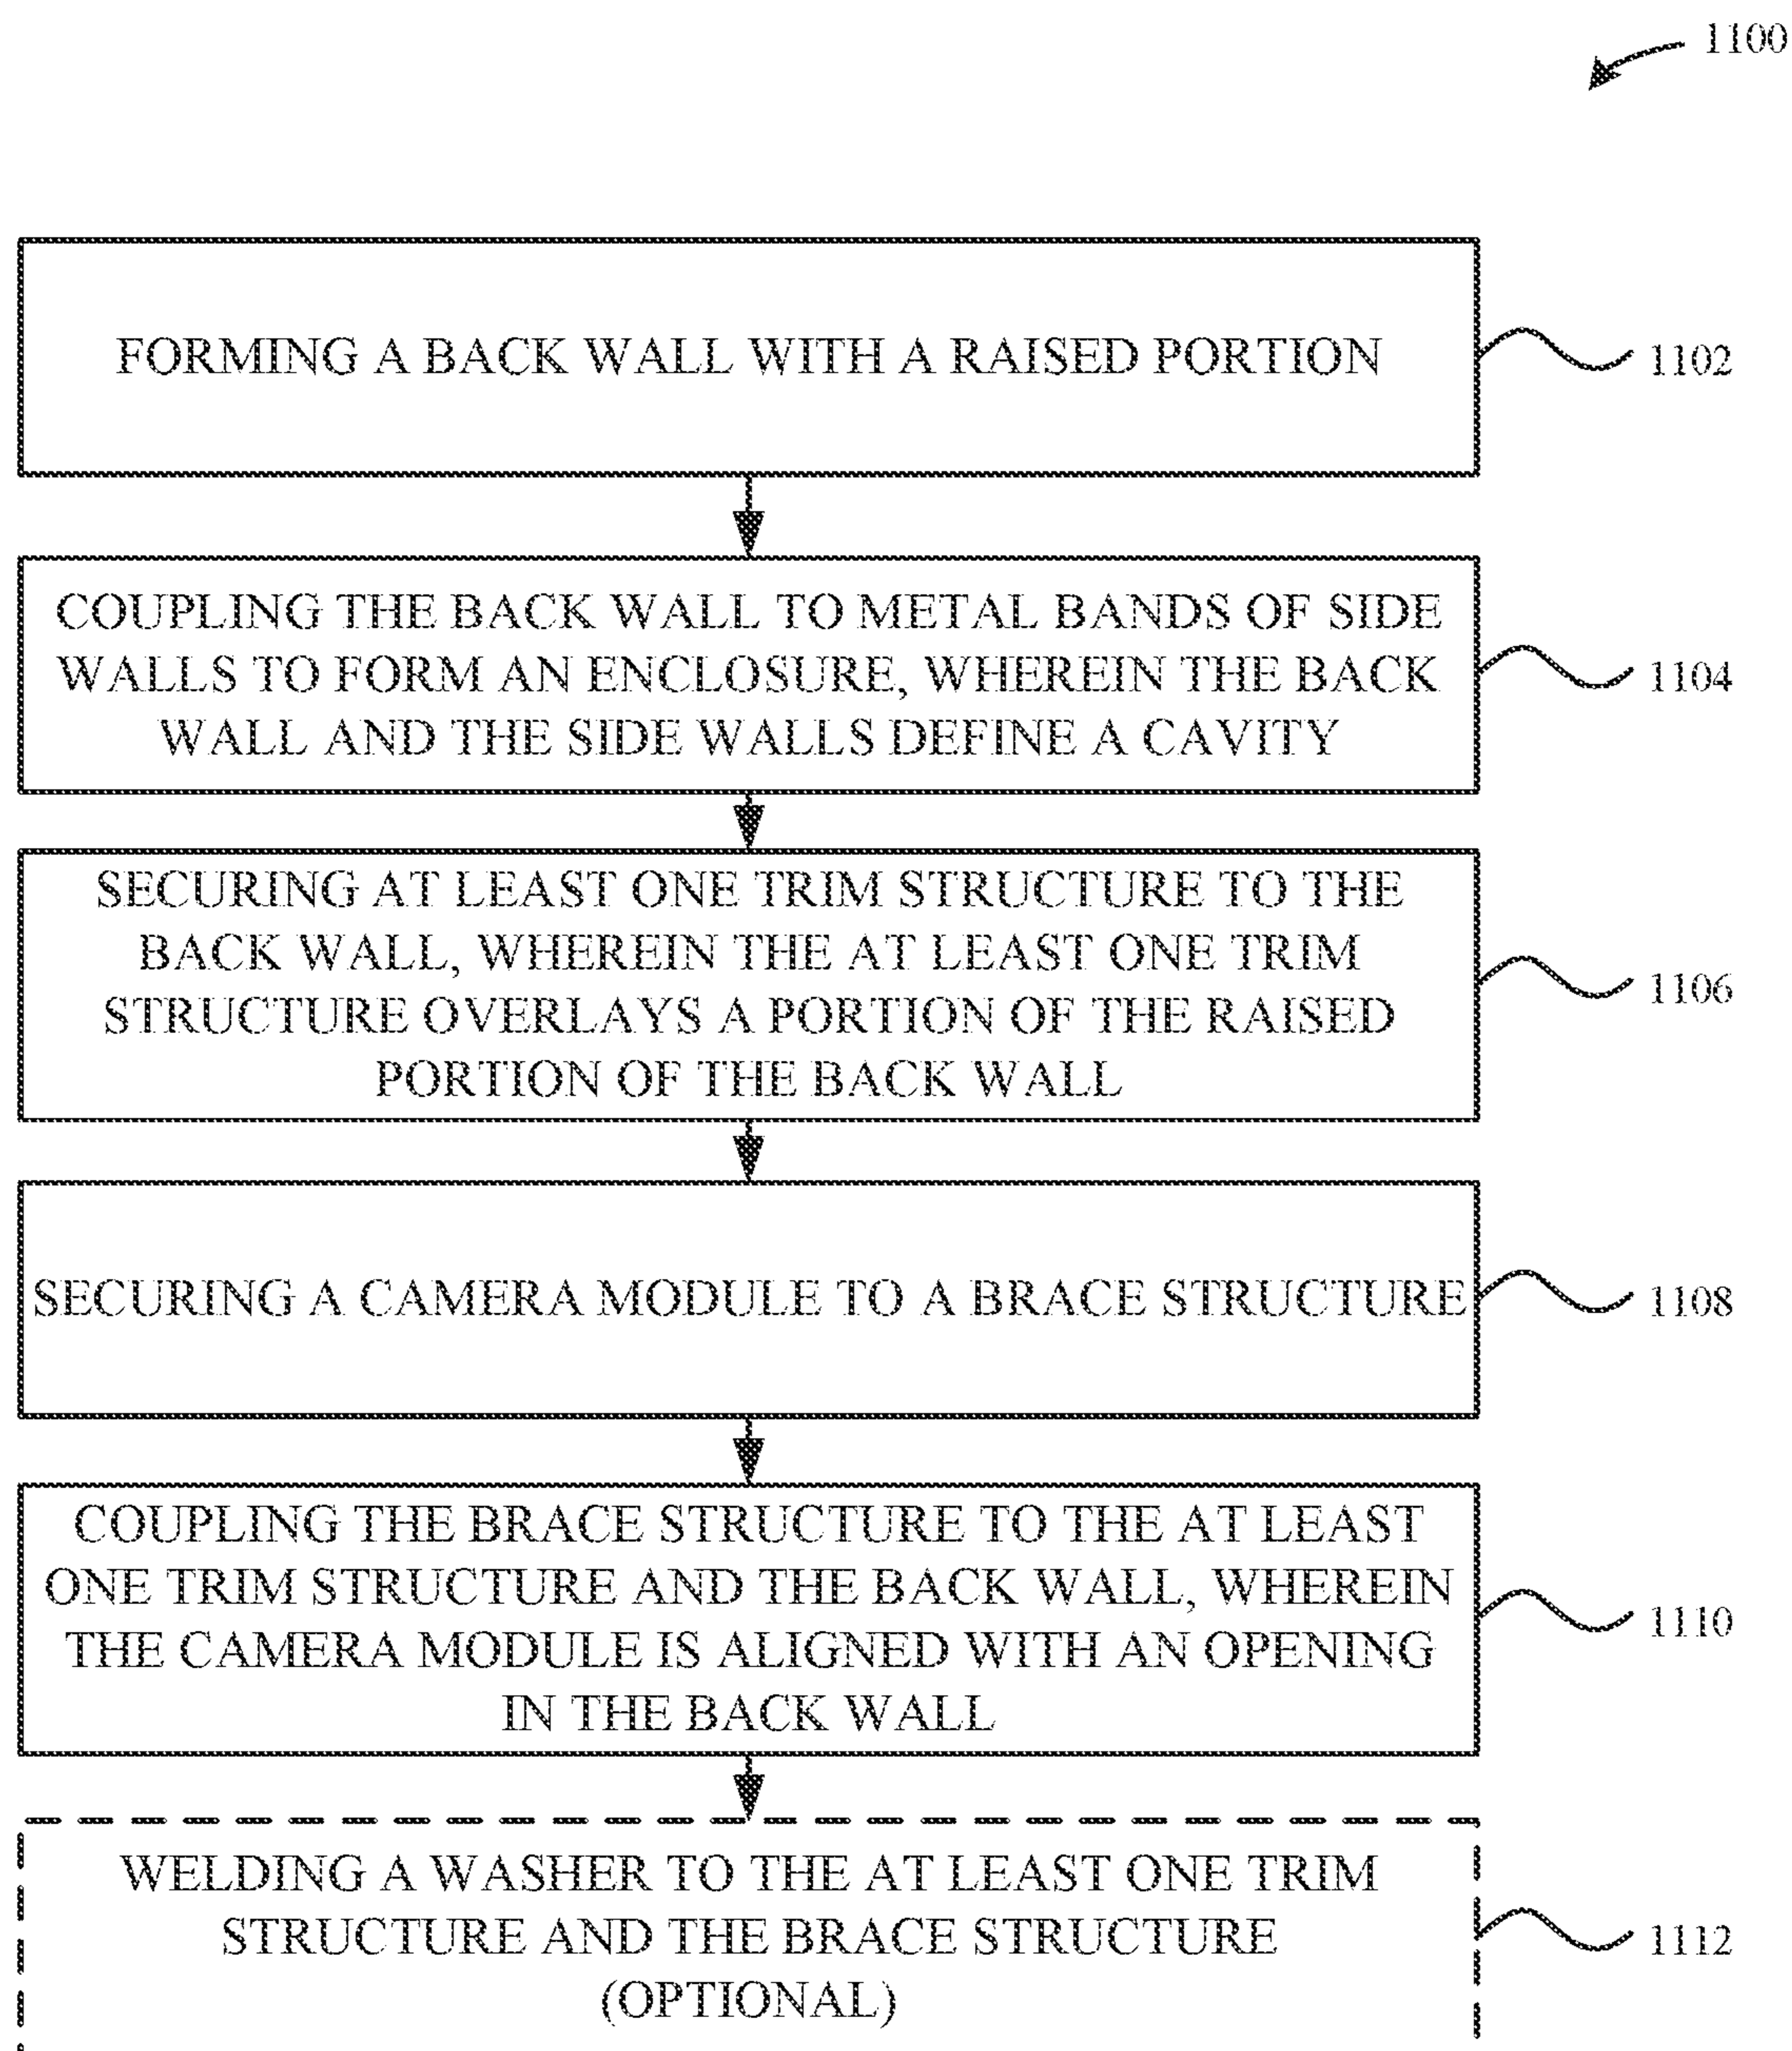 1100
FORMING A BACK WALL WITH A RAISED PORTION
1102
COUPLING THE BACK WALL TO METAL BANDS OF SIDE
WALLS TO FORM AN ENCLOSURE, WHEREIN THE BACK
WALL AND THE SIDE WALLS DEFINE A CAVITY
1104
SECURING AT LEAST ONE TRIM STRUCTURE TO THE
BACK WALL, WHEREIN THE AT LEAST ONE TRIM
STRUCTURE OVERLAYS A PORTION OF THE RAISED
PORTION OF THE BACK WALL
1106
SECURING A CAMERA MODULE TO A BRACE STRUCTURE
1108
COUPLING THE BRACE STRUCTURE TO THE AT LEAST
ONE TRIM STRUCTURE AND THE BACK WALL, WHEREIN
THE CAMERA MODULE IS ALIGNED WITH AN OPENING
IN THE BACK WALL
1110
WELDING A WASHER TO THE AT LEAST ONE TRIM
STRUCTURE AND THE BRACE STRUCTURE
(OPTIONAL)
1112